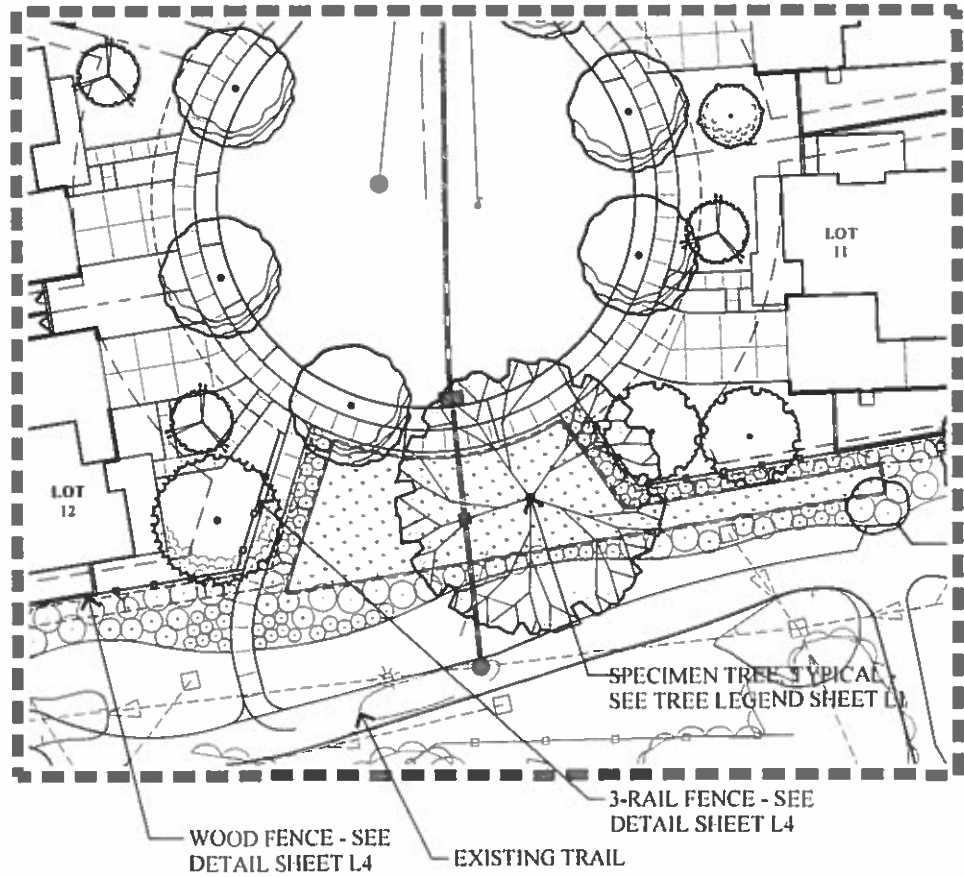 LOT
11
LOT
12
SPECIMEN TREE, TYPICAL -
SEE TREE LEGEND SHEET L1
3-RAIL FENCE - SEE
DETAIL SHEET L4
WOOD FENCE - SEE
DETAIL SHEET L4
EXISTING TRAIL